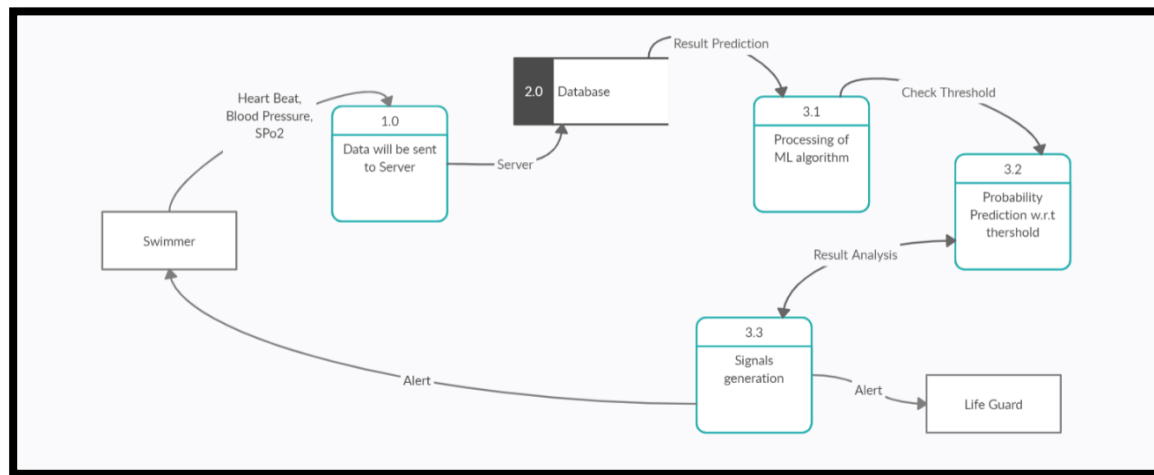 Heart Beat,
Blood Pressure,
SPo2
1.0
Data will be sent
to Server
Server
2.0
Database
Result Prediction
3.1
Processing of
ML algorithm
Check Threshold
3.2
Probability
Prediction w.r.t
thershold
Swimmer
Result Analysis
3.3
Signals
generation
Alert
Alert
Life Guard